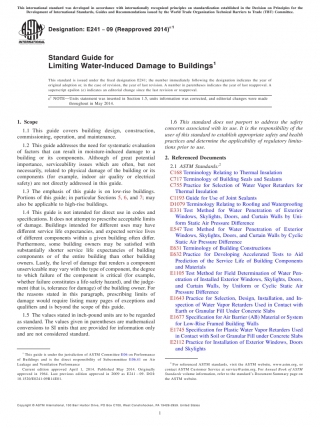 This international standard was developed in accordance with internationally recognized principles on standardization established in the Decision on Principles for the
Development of International Standards, Guides and Recommendations issued by the World Trade Organization Technical Barriers to Trade (TBT) Committee.
Designation: E241 − 09 (Reapproved 2014)
Standard Guide for
Limiting Water-Induced Damage to Buildings1
This standard is issued under the fixed designation E241; the number immediately following the designation indicates the year of
original adoption or, in the case of revision, the year of last revision. A number in parentheses indicates the year of last reapproval. A
superscript epsilon (ε) indicates an editorial change since the last revision or reapproval.
NOTE—Units statement was inserted in Section 1.5, units information was corrected, and editorial changes were made
throughout in May 2014.
1. Scope
1.1 This guide covers building design, construction,
commissioning, operation, and maintenance.
1.2 This guide addresses the need for systematic evaluation
of factors that can result in moisture-induced damage to a
building or its components. Although of great potential
importance, serviceability issues which are often, but not
necessarily, related to physical damage of the building or its
components (for example, indoor air quality or electrical
safety) are not directly addressed in this guide.
1.3 The emphasis of this guide is on low-rise buildings.
Portions of this guide; in particular Sections 5, 6, and 7; may
also be applicable to high-rise buildings.
1.4 This guide is not intended for direct use in codes and
specifications. It does not attempt to prescribe acceptable limits
of damage. Buildings intended for different uses may have
different service life expectancies, and expected service lives
of different components within a given building often differ.
Furthermore, some building owners may be satisfied with
substantially shorter service life expectancies of building
components or of the entire building than other building
owners. Lastly, the level of damage that renders a component
unserviceable may vary with the type of component, the degree
to which failure of the component is critical (for example,
whether failure constitutes a life-safety hazard), and the judge-
ment (that is, tolerance for damage) of the building owner. For
the reasons stated in this paragraph, prescribing limits of
damage would require listing many pages of exceptions and
qualifiers and is beyond the scope of this guide.
1.5 The values stated in inch-pound units are to be regarded
as standard. The values given in parentheses are mathematical
conversions to SI units that are provided for information only
and are not considered standard.
1 This guide is under the jurisdiction of ASTM Committee E06 on Performance
of Buildings and is the direct responsibility of Subcommittee E06.41 on Air
Leakage and Ventilation Performance.
Current edition approved April 1, 2014. Published May 2014. Originally
approved in 1964. Last previous edition approved in 2009 as E241 – 09. DOI:
1.6 This standard does not purport to address the safety
concerns associated with its use. It is the responsibility of the
user of this standard to establish appropriate safety and health
practices and determine the applicability of regulatory limita-
tions prior to use.
2. Referenced Documents
2.1 ASTM Standards:2
C168 Terminology Relating to Thermal Insulation
C717 Terminology of Building Seals and Sealants
C755 Practice for Selection of Water Vapor Retarders for
Thermal Insulation
C1193 Guide for Use of Joint Sealants
D1079 Terminology Relating to Roofing and Waterproofing
E331 Test Method for Water Penetration of Exterior
Windows, Skylights, Doors, and Curtain Walls by Uni-
form Static Air Pressure Difference
E547 Test Method for Water Penetration of Exterior
Windows, Skylights, Doors, and Curtain Walls by Cyclic
Static Air Pressure Difference
E631 Terminology of Building Constructions
E632 Practice for Developing Accelerated Tests to Aid
Prediction of the Service Life of Building Components
and Materials
E1105 Test Method for Field Determination of Water Pen-
etration of Installed Exterior Windows, Skylights, Doors,
and Curtain Walls, by Uniform or Cyclic Static Air
Pressure Difference
E1643 Practice for Selection, Design, Installation, and In-
spection of Water Vapor Retarders Used in Contact with
Earth or Granular Fill Under Concrete Slabs
E1677 Specification for Air Barrier (AB) Material or System
for Low-Rise Framed Building Walls
E1745 Specification for Plastic Water Vapor Retarders Used
in Contact with Soil or Granular Fill under Concrete Slabs
E2112 Practice for Installation of Exterior Windows, Doors
and Skylights
2 For referenced ASTM standards, visit the ASTM website, www.astm.org, or
contact ASTM Customer Service at service@astm.org. For Annual Book of ASTM
Standards volume information, refer to the standard's Document Summary page on
the ASTM website.
Copyright © ASTM International, 100 Barr Harbor Drive, PO Box C700, West Conshohocken, PA 19428-2959. United States
1